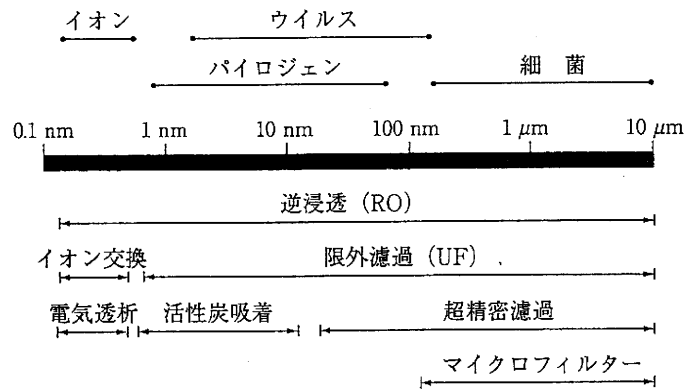 イオン ウイルス
パイロジェン 細 菌
0.1 nm 1 nm 10 nm 100 nm 1 μm 10 μm
逆浸透 (RO)
イオン交換 限外濾過 (UF)
電気透析 活性炭吸着 超精密濾過
マイクロフィルター